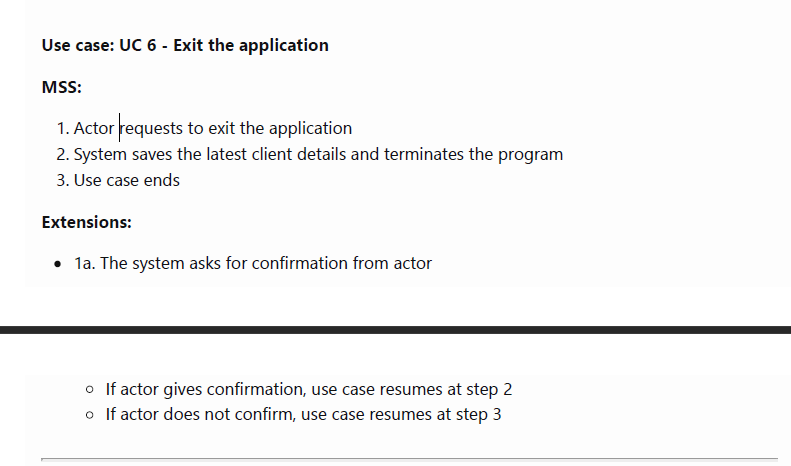 Use case: UC 6 - Exit the application
MSS:
1. Actor requests to exit the application
2. System saves the latest client details and terminates the program
3. Use case ends
Extensions:
• 1a. The system asks for confirmation from actor
○ If actor gives confirmation, use case resumes at step 2
○ If actor does not confirm, use case resumes at step 3